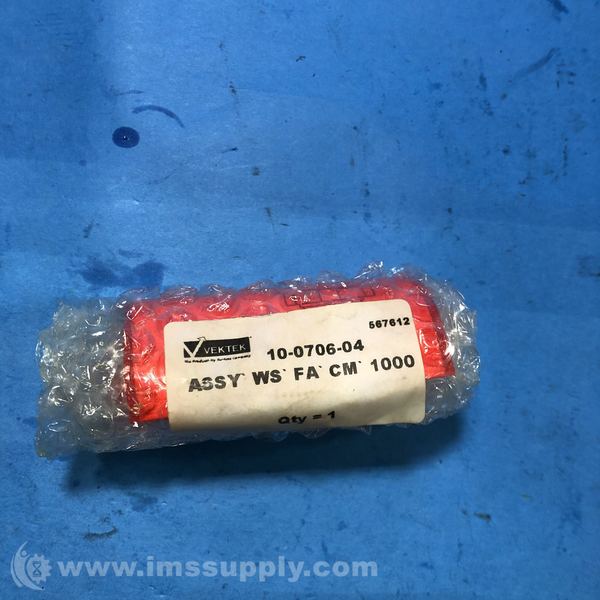 567612
VEKTEK
10-0706-04
ASSY` WS` FA` CM` 1000
Qty = 1
www.imssupply.com